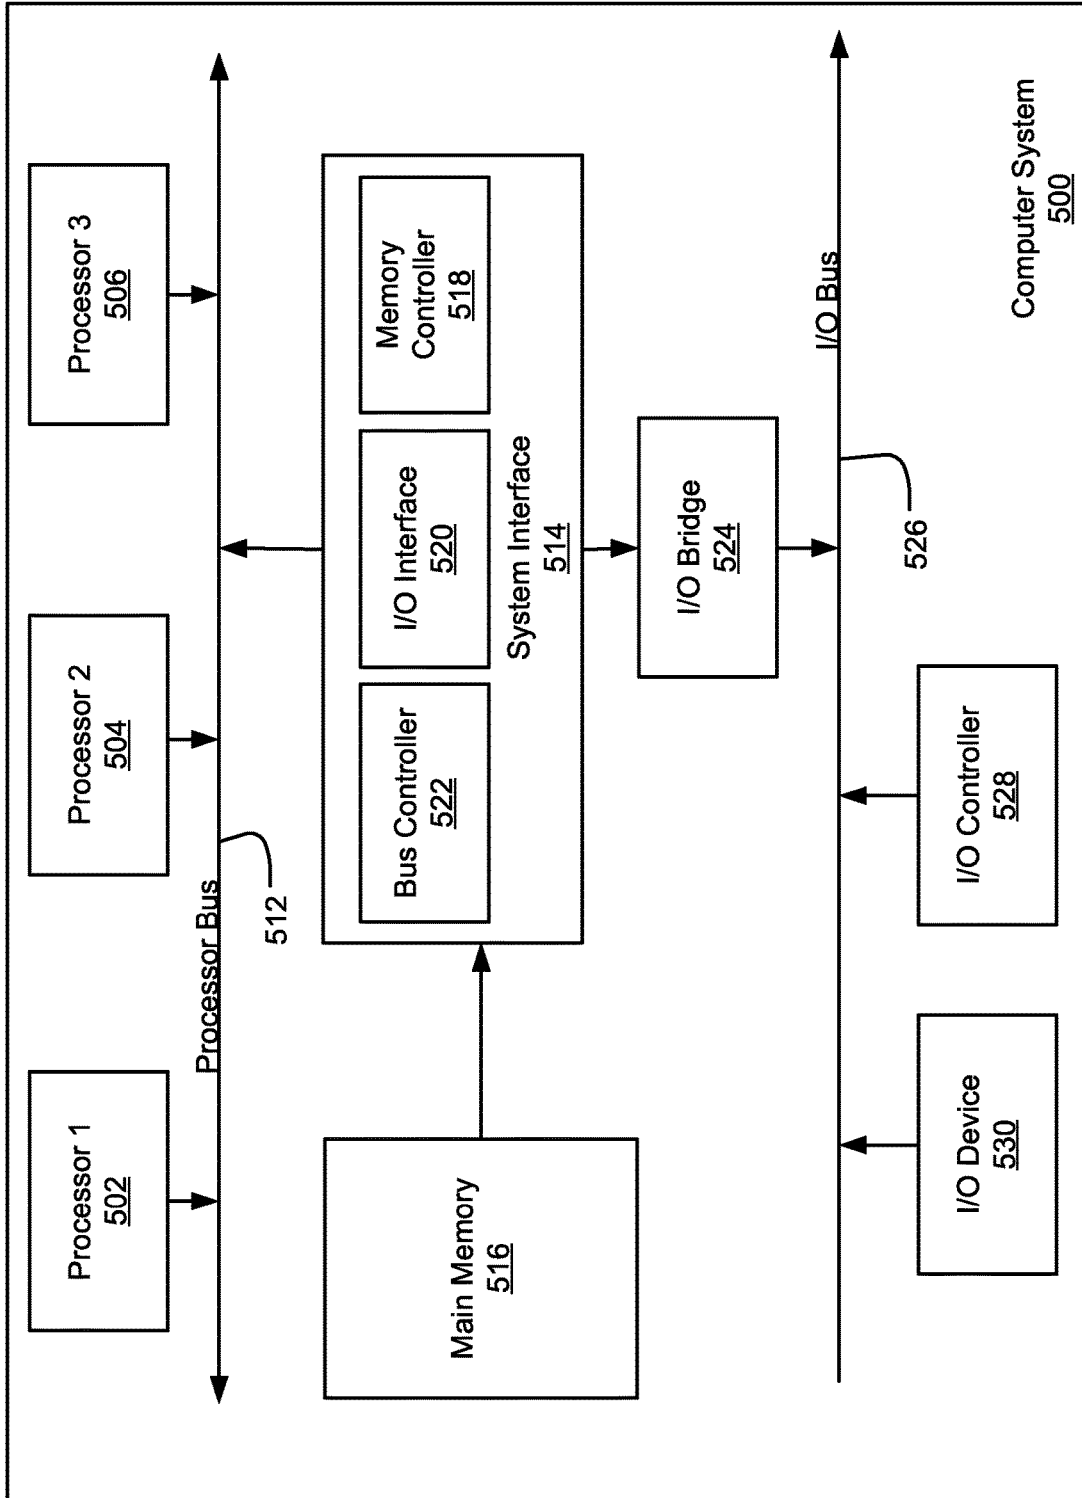 Processor 1
502
Processor 2
504
Processor 3
506
Processor Bus
512
Main Memory
516
Bus Controller
522
I/O Interface
520
Memory
Controller
518
System Interface
514
I/O Bridge
524
I/O Bus
526
I/O Device
530
I/O Controller
528
Computer System
500